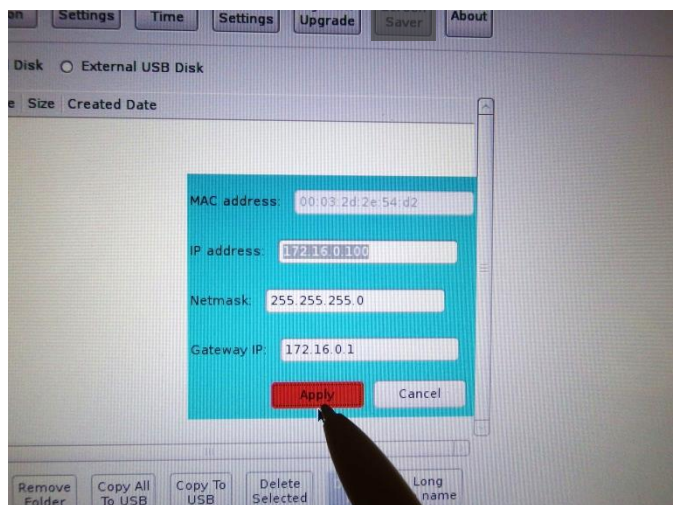 on Settings Time Settings Upgrade Saver About
Disk External USB Disk
e Size Created Date
MAC address: 00:03:2d:2e:54:d2
IP address: 172.16.0.100
Netmask: 255.255.255.0
Gateway IP: 172.16.0.1
Apply Cancel
Remove Copy All Copy To Delete Long
Folder To USB USB Selected name